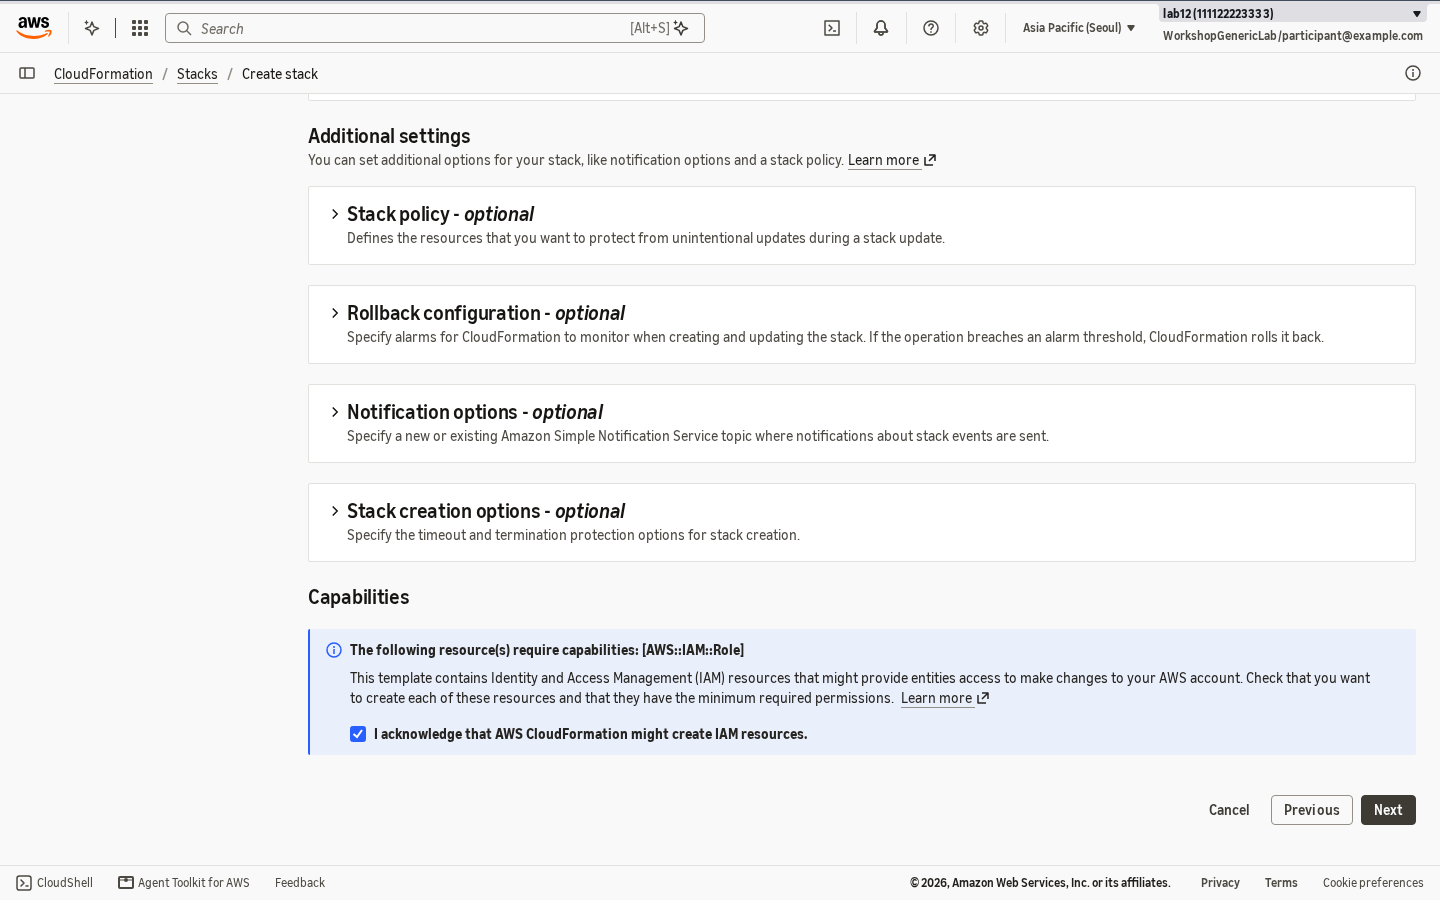 aws
Search
[Alt+S]
Asia Pacific (Seoul)
lab12 (111122223333)
WorkshopGenericLab/participant@example.com
CloudFormation / Stacks / Create stack
Additional settings
You can set additional options for your stack, like notification options and a stack policy. Learn more
Stack policy - optional
Defines the resources that you want to protect from unintentional updates during a stack update.
Rollback configuration - optional
Specify alarms for CloudFormation to monitor when creating and updating the stack. If the operation breaches an alarm threshold, CloudFormation rolls it back.
Notification options - optional
Specify a new or existing Amazon Simple Notification Service topic where notifications about stack events are sent.
Stack creation options - optional
Specify the timeout and termination protection options for stack creation.
Capabilities
The following resource(s) require capabilities: [AWS::IAM::Role]
This template contains Identity and Access Management (IAM) resources that might provide entities access to make changes to your AWS account. Check that you want
to create each of these resources and that they have the minimum required permissions. Learn more
I acknowledge that AWS CloudFormation might create IAM resources.
Cancel
Previous
Next
CloudShell
Agent Toolkit for AWS
Feedback
© 2026, Amazon Web Services, Inc. or its affiliates.
Privacy
Terms
Cookie preferences